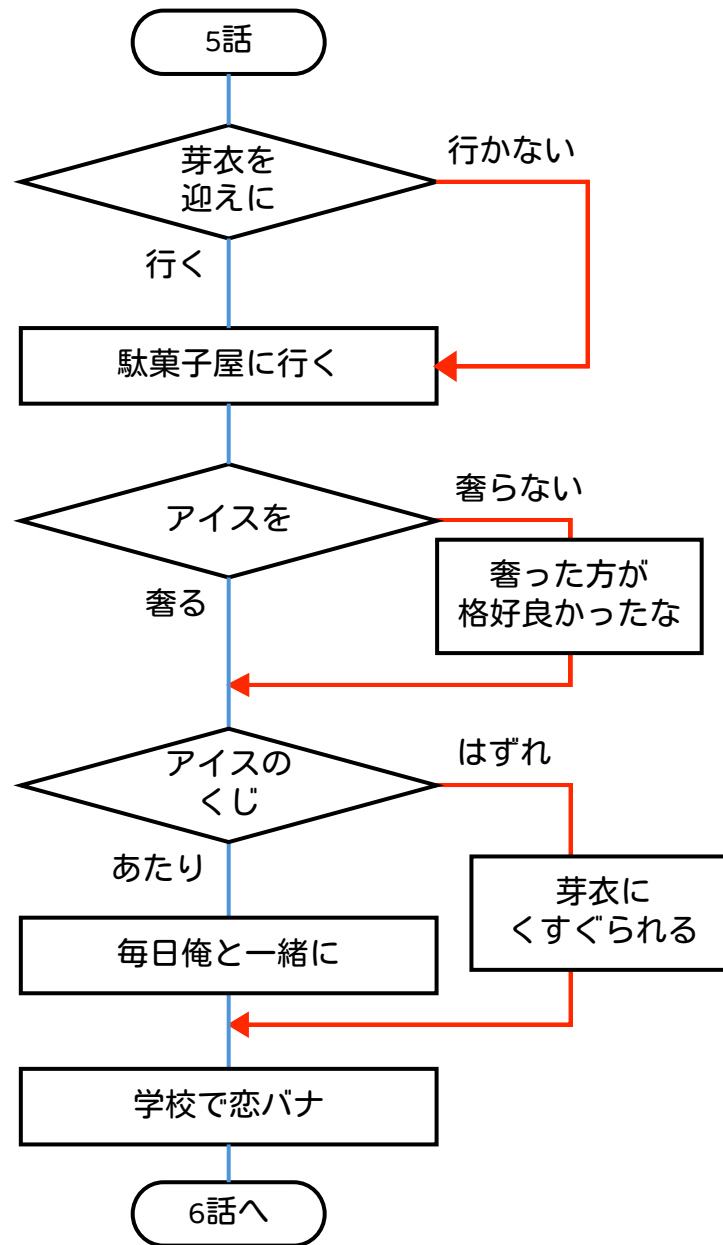 5話
芽衣を
迎えに
行かない
行く
駄菓子屋に行く
アイスを
奢らない
奢った方が
格好良かったな
奢る
アイスの
くじ
はずれ
あたり
芽衣に
くすぐられる
毎日俺と一緒に
学校で恋バナ
6話へ